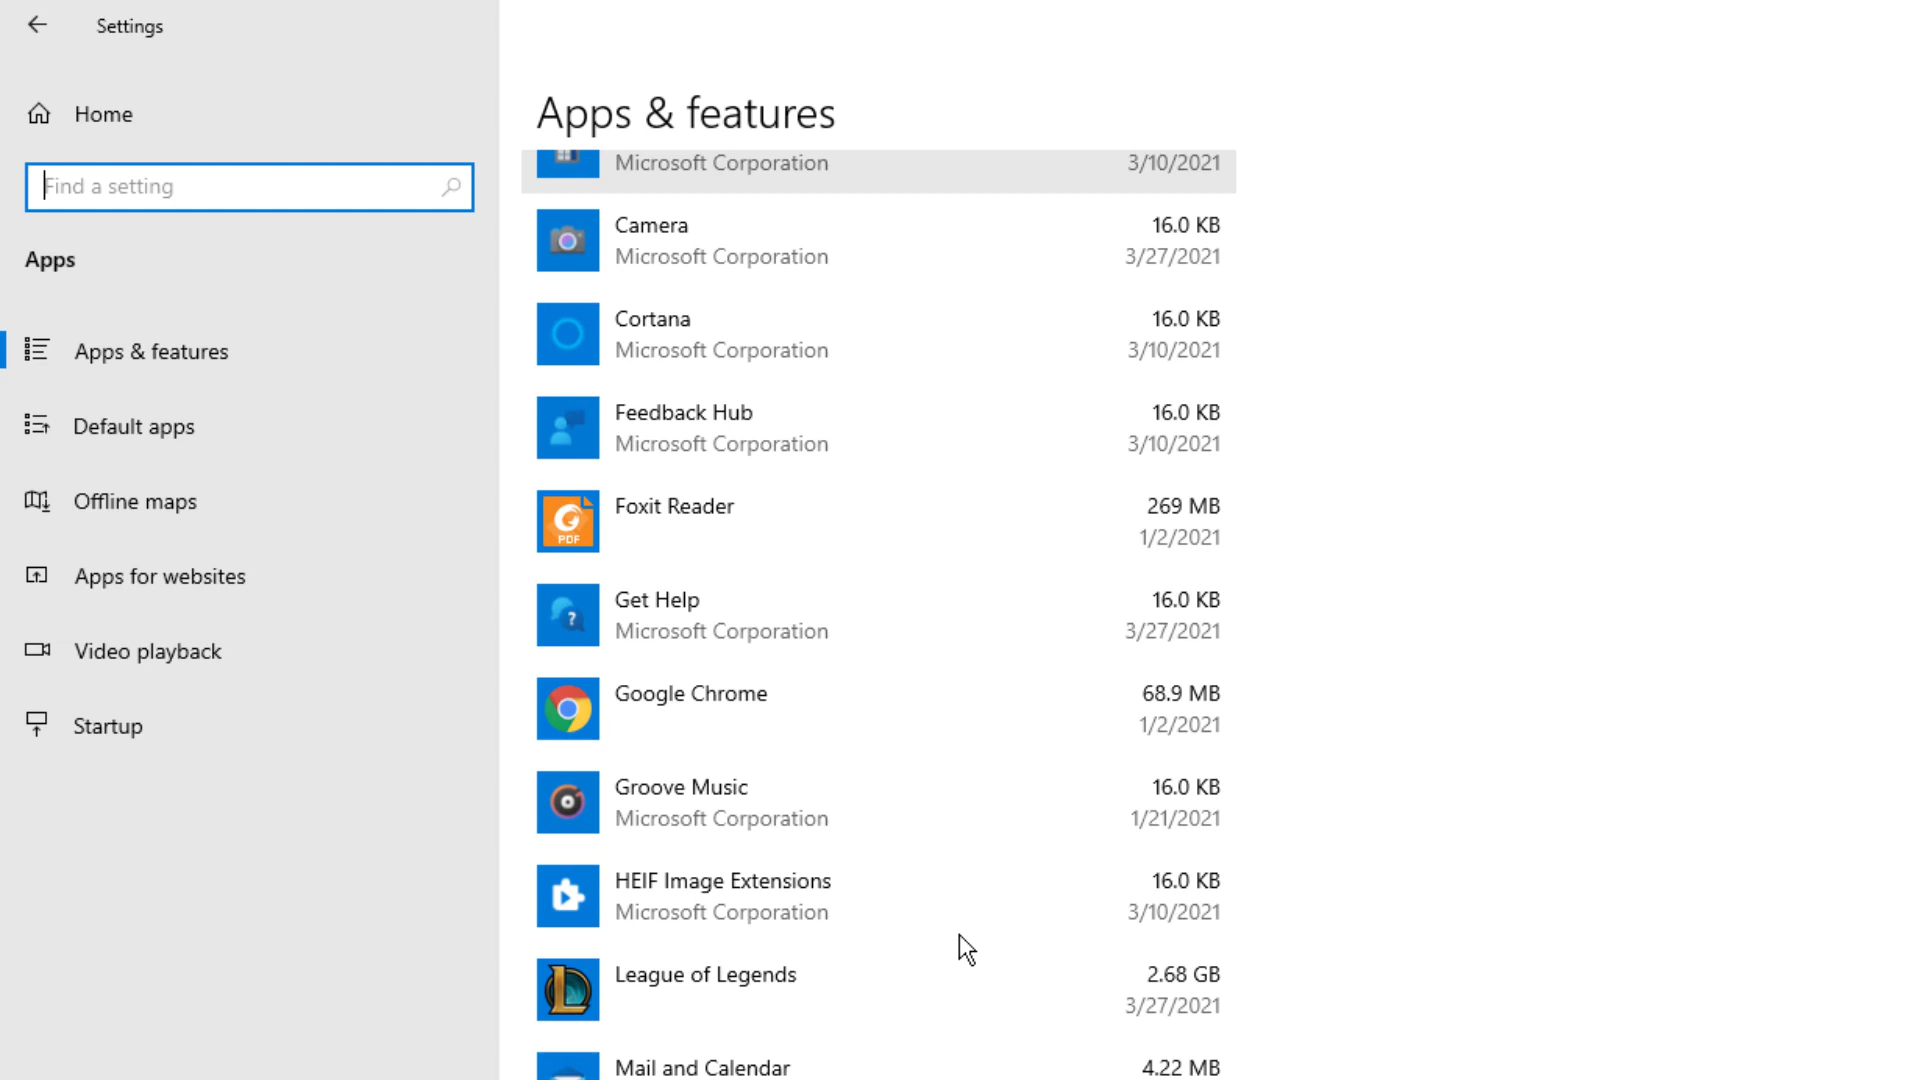 Settings
Home
Find a setting
Apps
Apps & features
Default apps
Offline maps
Apps for websites
Video playback
Startup
Apps & features
Microsoft Corporation 3/10/2021
Camera 16.0 KB
Microsoft Corporation 3/27/2021
Cortana 16.0 KB
Microsoft Corporation 3/10/2021
Feedback Hub 16.0 KB
Microsoft Corporation 3/10/2021
Foxit Reader 269 MB
PDF 1/2/2021
Get Help 16.0 KB
? Microsoft Corporation 3/27/2021
Google Chrome 68.9 MB
1/2/2021
Groove Music 16.0 KB
Microsoft Corporation 1/21/2021
HEIF Image Extensions 16.0 KB
Microsoft Corporation 3/10/2021
League of Legends 2.68 GB
L 3/27/2021
Mail and Calendar 4.22 MB